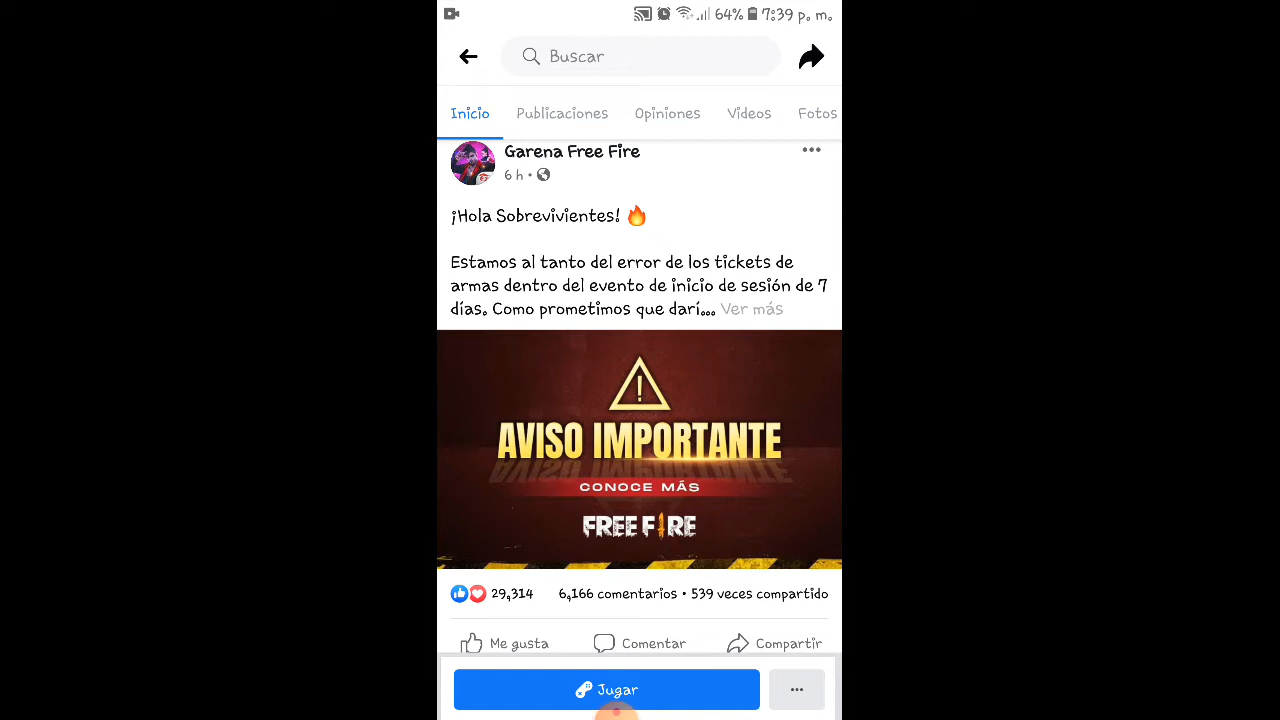 64% 7:39 p. m.
Buscar
Inicio Publicaciones Opiniones Videos Fotos
Garena Free Fire
6 h •
¡Hola Sobrevivientes! 🔥
Estamos al tanto del error de los tickets de
armas dentro del evento de inicio de sesión de 7
días. Como prometimos que darí... Ver más
AVISO IMPORTANTE
CONOCE MÁS
FREE FIRE
29,314 6,166 comentarios • 539 veces compartido
Me gusta Comentar Compartir
Jugar